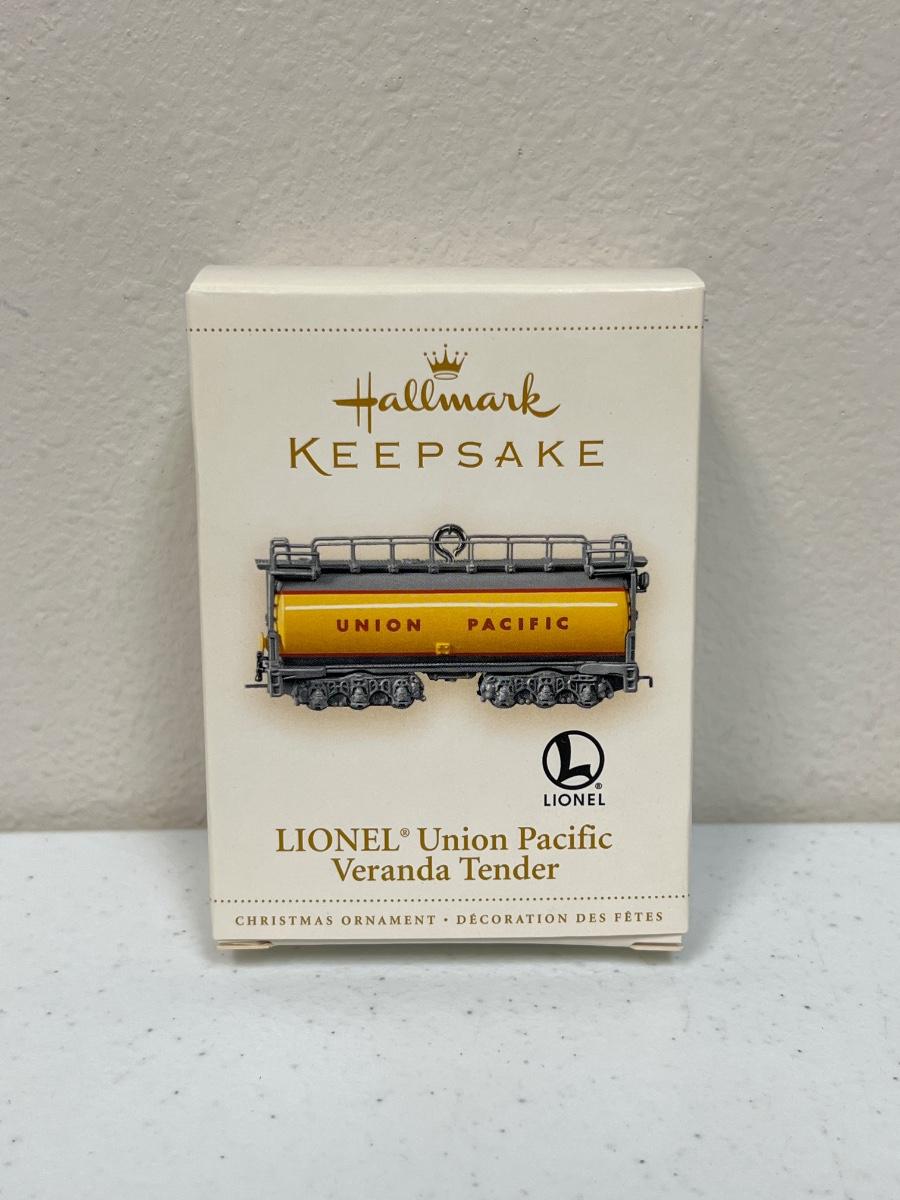 Hallmark
KEEPSAKE
UNION PACIFIC
L®
LIONEL
LIONEL® Union Pacific
Veranda Tender
CHRISTMAS ORNAMENT • DÉCORATION DES FÊTES